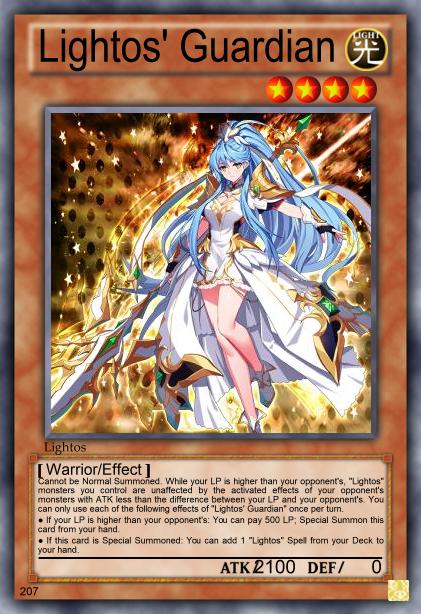 Lightos' Guardian
LIGHT
光
Lightos
[ Warrior/Effect ]
Cannot be Normal Summoned. While your LP is higher than your opponent's, "Lightos"
monsters you control are unaffected by the activated effects of your opponent's
monsters with ATK less than the difference between your LP and your opponent's. You
can only use each of the following effects of "Lightos' Guardian" once per turn.
● If your LP is higher than your opponent's: You can pay 500 LP; Special Summon this
card from your hand.
● If this card is Special Summoned: You can add 1 "Lightos" Spell from your Deck to
your hand.
ATK/2100 DEF/ 0
207